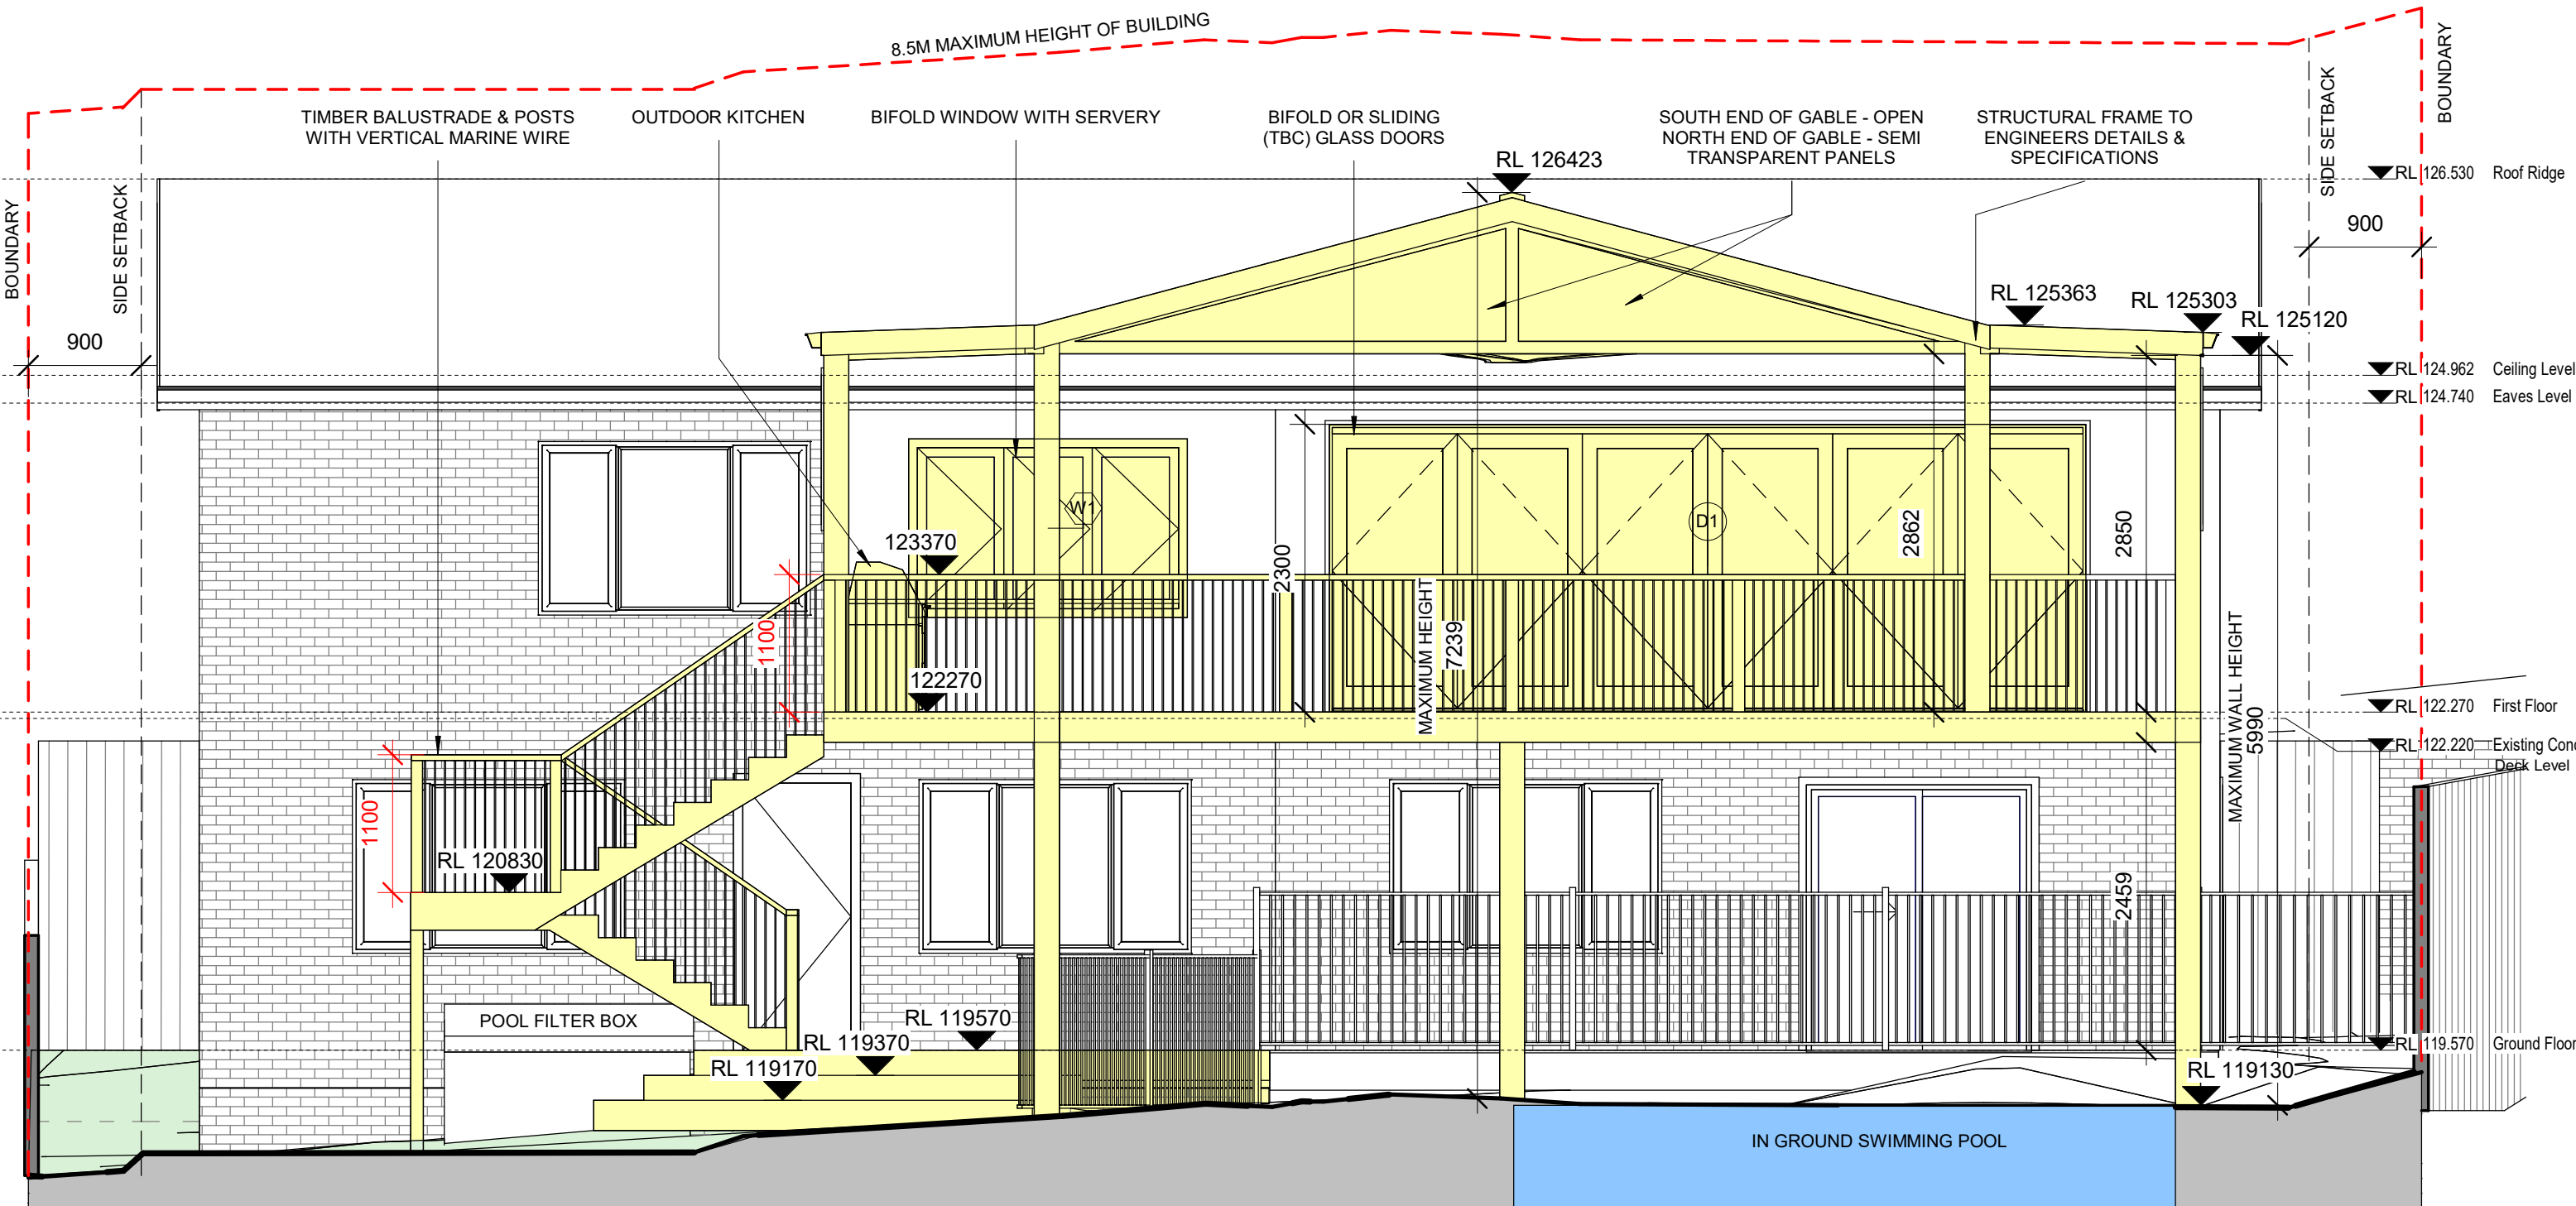 8.5M MAXIMUM HEIGHT OF BUILDING
BOUNDARY
SIDE SETBACK
900
TIMBER BALUSTRADE & POSTS
WITH VERTICAL MARINE WIRE
OUTDOOR KITCHEN
BIFOLD WINDOW WITH SERVERY
BIFOLD OR SLIDING
(TBC) GLASS DOORS
SOUTH END OF GABLE - OPEN
NORTH END OF GABLE - SEMI
TRANSPARENT PANELS
STRUCTURAL FRAME TO
ENGINEERS DETAILS &
SPECIFICATIONS
SIDE SETBACK
BOUNDARY
900
RL 126423
RL 125363
RL 125303
RL 125120
RL 126.530 Roof Ridge
RL 124.962 Ceiling Level
RL 124.740 Eaves Level
W1
D1
123370
122270
1100
2300
MAXIMUM HEIGHT
7239
2862
2850
MAXIMUM WALL HEIGHT
5990
RL 122.270 First Floor
RL 122.220 Existing Conc
Deck Level
1100
RL 120830
2459
POOL FILTER BOX
RL 119570
RL 119370
RL 119170
RL 119.570 Ground Floor
RL 119130
IN GROUND SWIMMING POOL